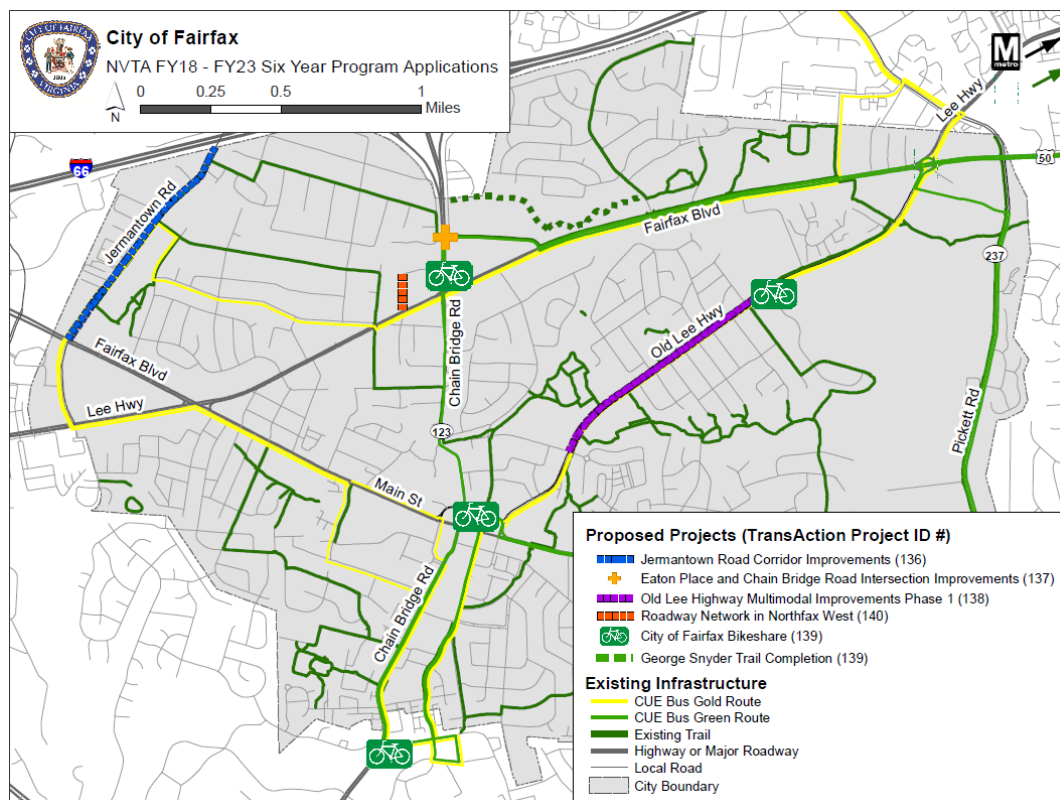 CITY OF FAIRFAX
VIRGINIA
City of Fairfax
NVTA FY18 - FY23 Six Year Program Applications
N
0 0.25 0.5 1
Miles
M
metro
Lee Hwy
66
50
Jermantown Rd
Fairfax Blvd
237
Chain Bridge Rd
Old Lee Hwy
Fairfax Blvd
Lee Hwy
123
Pickett Rd
Main St
Chain Bridge Rd
Proposed Projects (TransAction Project ID #)
Jermantown Road Corridor Improvements (136)
Eaton Place and Chain Bridge Road Intersection Improvements (137)
Old Lee Highway Multimodal Improvements Phase 1 (138)
Roadway Network in Northfax West (140)
City of Fairfax Bikeshare (139)
George Snyder Trail Completion (139)
Existing Infrastructure
CUE Bus Gold Route
CUE Bus Green Route
Existing Trail
Highway or Major Roadway
Local Road
City Boundary